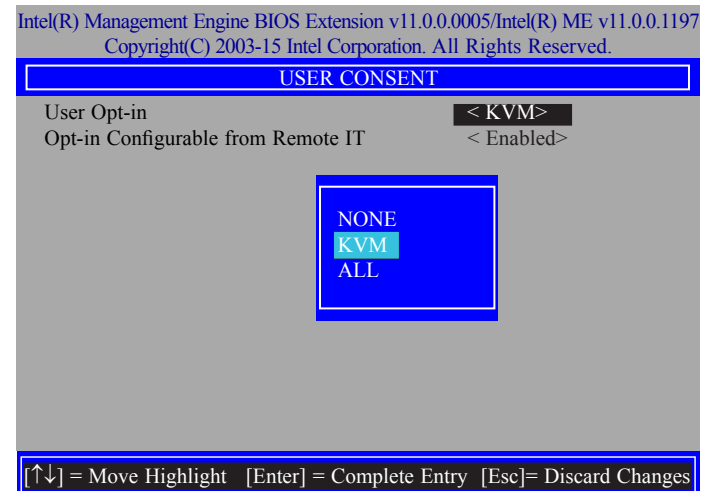 Intel(R) Management Engine BIOS Extension v11.0.0.0005/Intel(R) ME v11.0.0.1197
Copyright(C) 2003-15 Intel Corporation. All Rights Reserved.
USER CONSENT
User Opt-in < KVM>
Opt-in Configurable from Remote IT < Enabled>
NONE
KVM
ALL
[↑↓] = Move Highlight [Enter] = Complete Entry [Esc]= Discard Changes